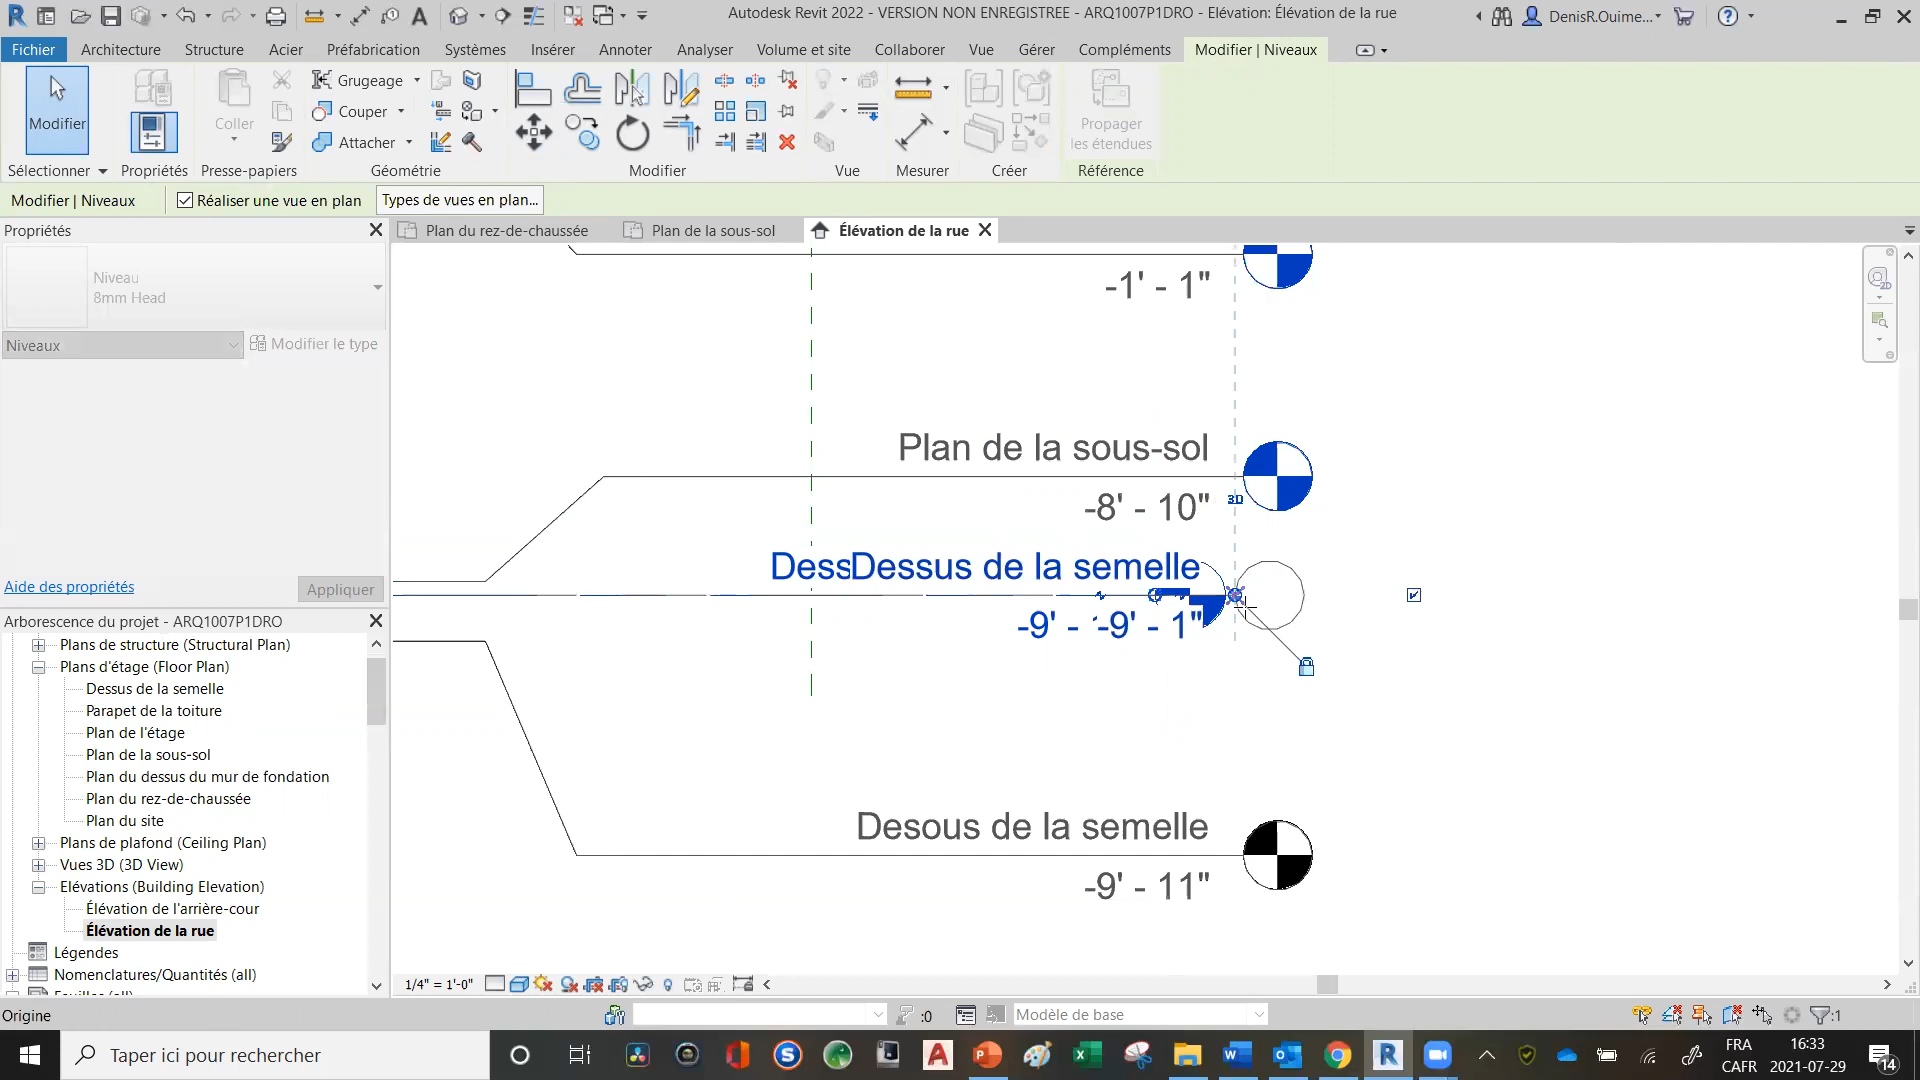 Autodesk Revit 2022 - VERSION NON ENREGISTREE - ARQ1007P1DRO - Elévation: Élévation de la rue
DenisR.Ouime...
Fichier Architecture Structure Acier Préfabrication Systèmes Insérer Annoter Analyser Volume et site Collaborer Vue Gérer Compléments Modifier | Niveaux
Modifier
Coller
Grugeage
Couper
Attacher
Propager
les étendues
Sélectionner Propriétés Presse-papiers Géométrie Modifier Vue Mesurer Créer Référence
Modifier | Niveaux Réaliser une vue en plan Types de vues en plan...
Propriétés
Plan du rez-de-chaussée Plan de la sous-sol Élévation de la rue
Niveau
8mm Head
Niveaux
Modifier le type
Aide des propriétés
Appliquer
-1' - 1"
Plan de la sous-sol
-8' - 10"
3D
DessDessus de la semelle
-9' - -9' - 1"
Desous de la semelle
-9' - 11"
Arborescence du projet - ARQ1007P1DRO
Plans de structure (Structural Plan)
Plans d'étage (Floor Plan)
Dessus de la semelle
Parapet de la toiture
Plan de l'étage
Plan de la sous-sol
Plan du dessus du mur de fondation
Plan du rez-de-chaussée
Plan du site
Plans de plafond (Ceiling Plan)
Vues 3D (3D View)
Elévations (Building Elevation)
Élévation de l'arrière-cour
Élévation de la rue
Légendes
Nomenclatures/Quantités (all)
Feuilles (all)
1/4" = 1'-0"
Origine
:0
Modèle de base
:1
Taper ici pour rechercher
FRA
CAFR
16:33
2021-07-29
14